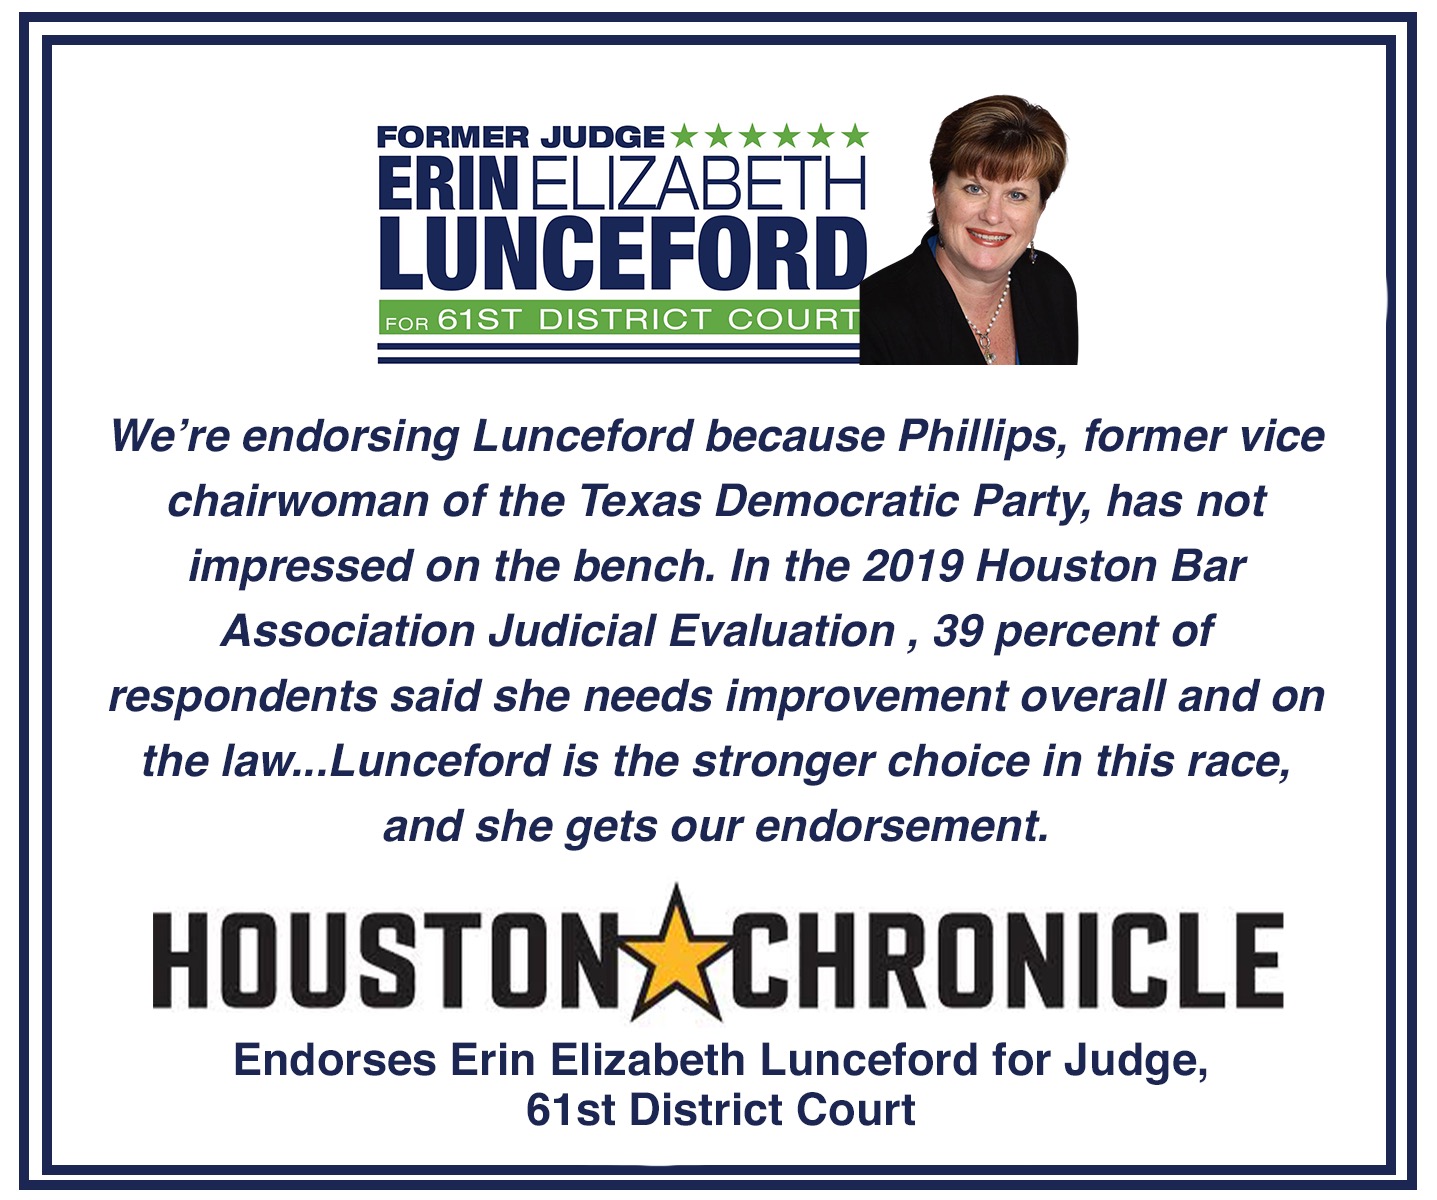 FORMER JUDGE
ERIN ELIZABETH
LUNCEFORD
FOR 61ST DISTRICT COURT
We’re endorsing Lunceford because Phillips, former vice
chairwoman of the Texas Democratic Party, has not
impressed on the bench. In the 2019 Houston Bar
Association Judicial Evaluation , 39 percent of
respondents said she needs improvement overall and on
the law...Lunceford is the stronger choice in this race,
and she gets our endorsement.
HOUSTON CHRONICLE
Endorses Erin Elizabeth Lunceford for Judge,
61st District Court